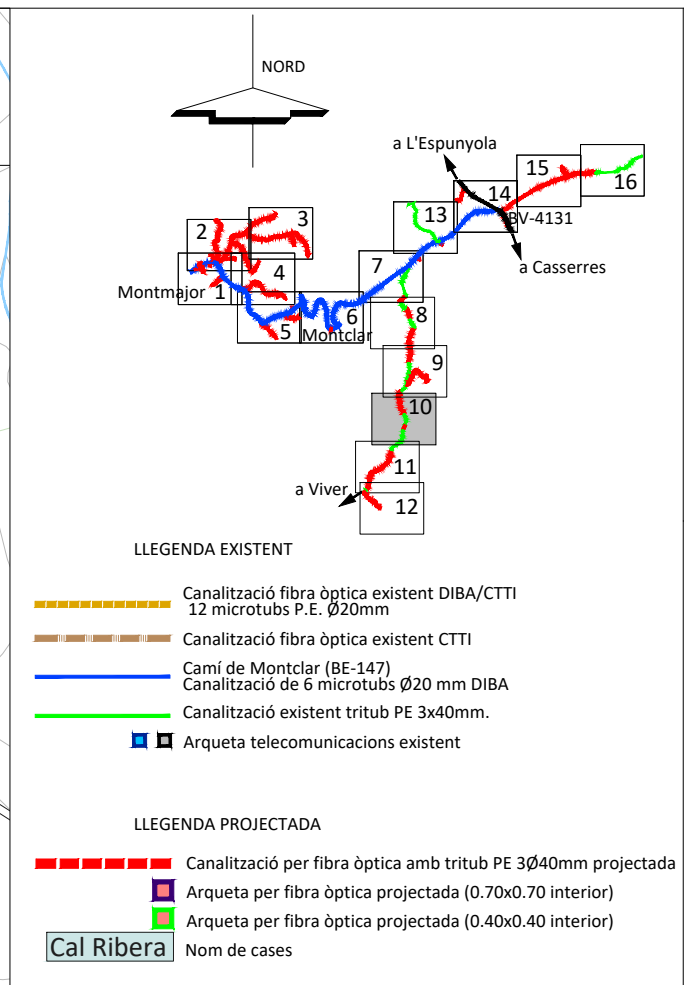 NORD
a L'Espunyola
15
16
14
BV-4131
13
3
2
a Casserres
7
4
1
Montmajor
6
5
Montclar
8
9
10
11
a Viver
12
LLEGENDA EXISTENT
Canalització fibra òptica existent DIBA/CTTI
12 microtubs P.E. Ø20mm
Canalització fibra òptica existent CTTI
Camí de Montclar (BE-147)
Canalització de 6 microtubs Ø20 mm DIBA
Canalització existent tritub PE 3x40mm.
Arqueta telecomunicacions existent
LLEGENDA PROJECTADA
Canalització per fibra òptica amb tritub PE 3Ø40mm projectada
Arqueta per fibra òptica projectada (0.70x0.70 interior)
Arqueta per fibra òptica projectada (0.40x0.40 interior)
Cal Ribera Nom de cases